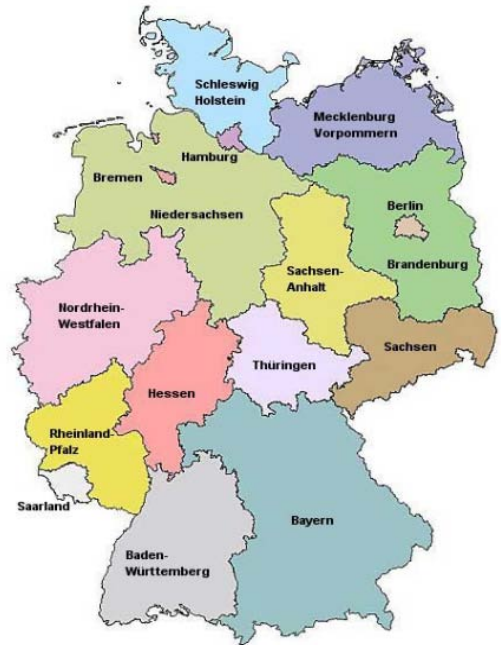 Schleswig
Holstein
Mecklenburg
Vorpommern
Hamburg
Bremen
Niedersachsen
Berlin
Brandenburg
Sachsen-
Anhalt
Nordrhein-
Westfalen
Sachsen
Thüringen
Hessen
Rheinland-
Pfalz
Saarland
Bayern
Baden-
Württemberg